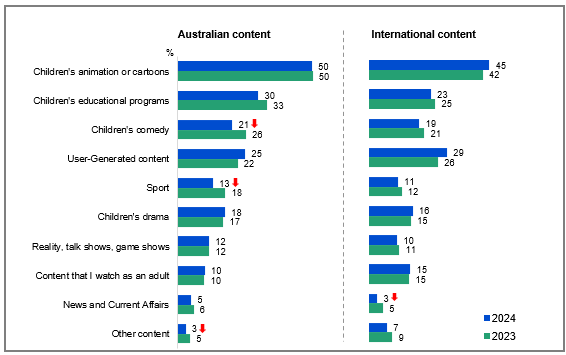 Australian content International content
%
Children's animation or cartoons 50 45
50 42
Children's educational programs 30 23
33 25
Children's comedy 21 19
26 21
User-Generated content 25 29
22 26
Sport 13 11
18 12
Children's drama 18 16
17 15
Reality, talk shows, game shows 12 10
12 11
Content that I watch as an adult 10 15
10 15
News and Current Affairs 5 3
6 5
Other content 3 7
5 9
2024
2023